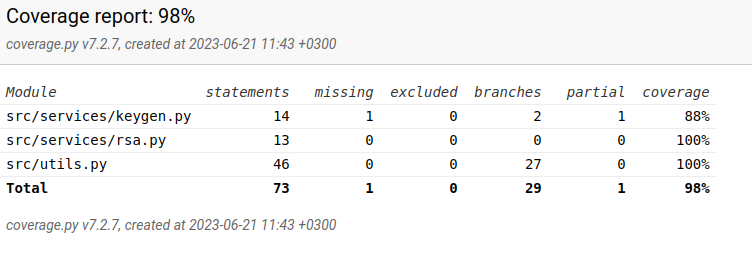 Coverage report: 98%
coverage.py v7.2.7, created at 2023-06-21 11:43 +0300
Module statements missing excluded branches partial coverage
src/services/keygen.py 14 1 0 2 1 88%
src/services/rsa.py 13 0 0 0 0 100%
src/utils.py 46 0 0 27 0 100%
Total 73 1 0 29 1 98%
coverage.py v7.2.7, created at 2023-06-21 11:43 +0300